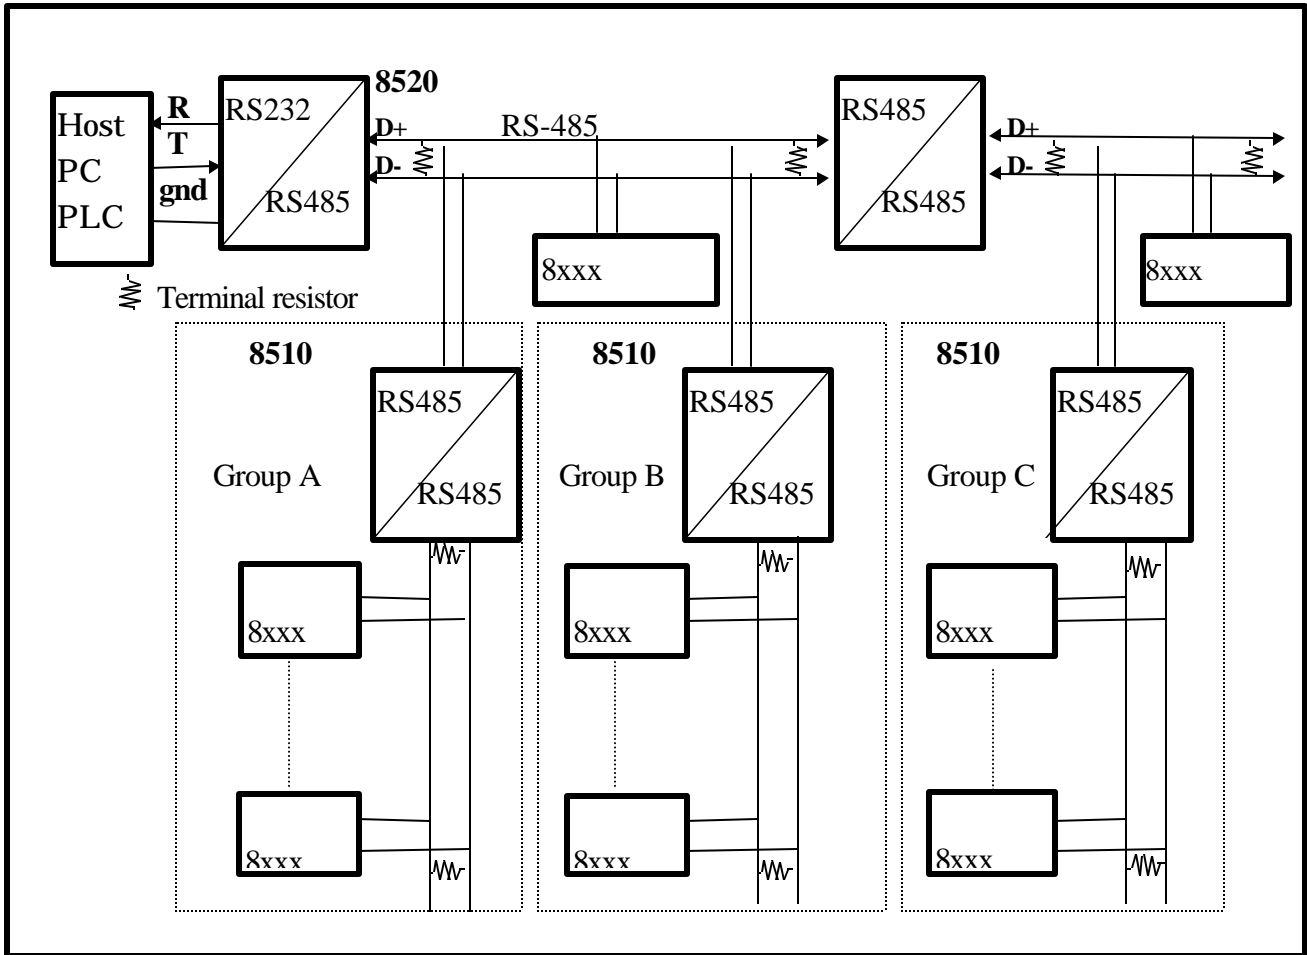 8520
R
RS232
Host
T
PC
gnd
PLC
RS485
D+
RS-485
D-
RS485
RS485
D+
D-
8xxx
8xxx
Terminal resistor
8510
8510
8510
RS485
RS485
RS485
Group A
Group B
Group C
RS485
RS485
RS485
8xxx
8xxx
8xxx
8xxx
8xxx
8xxx